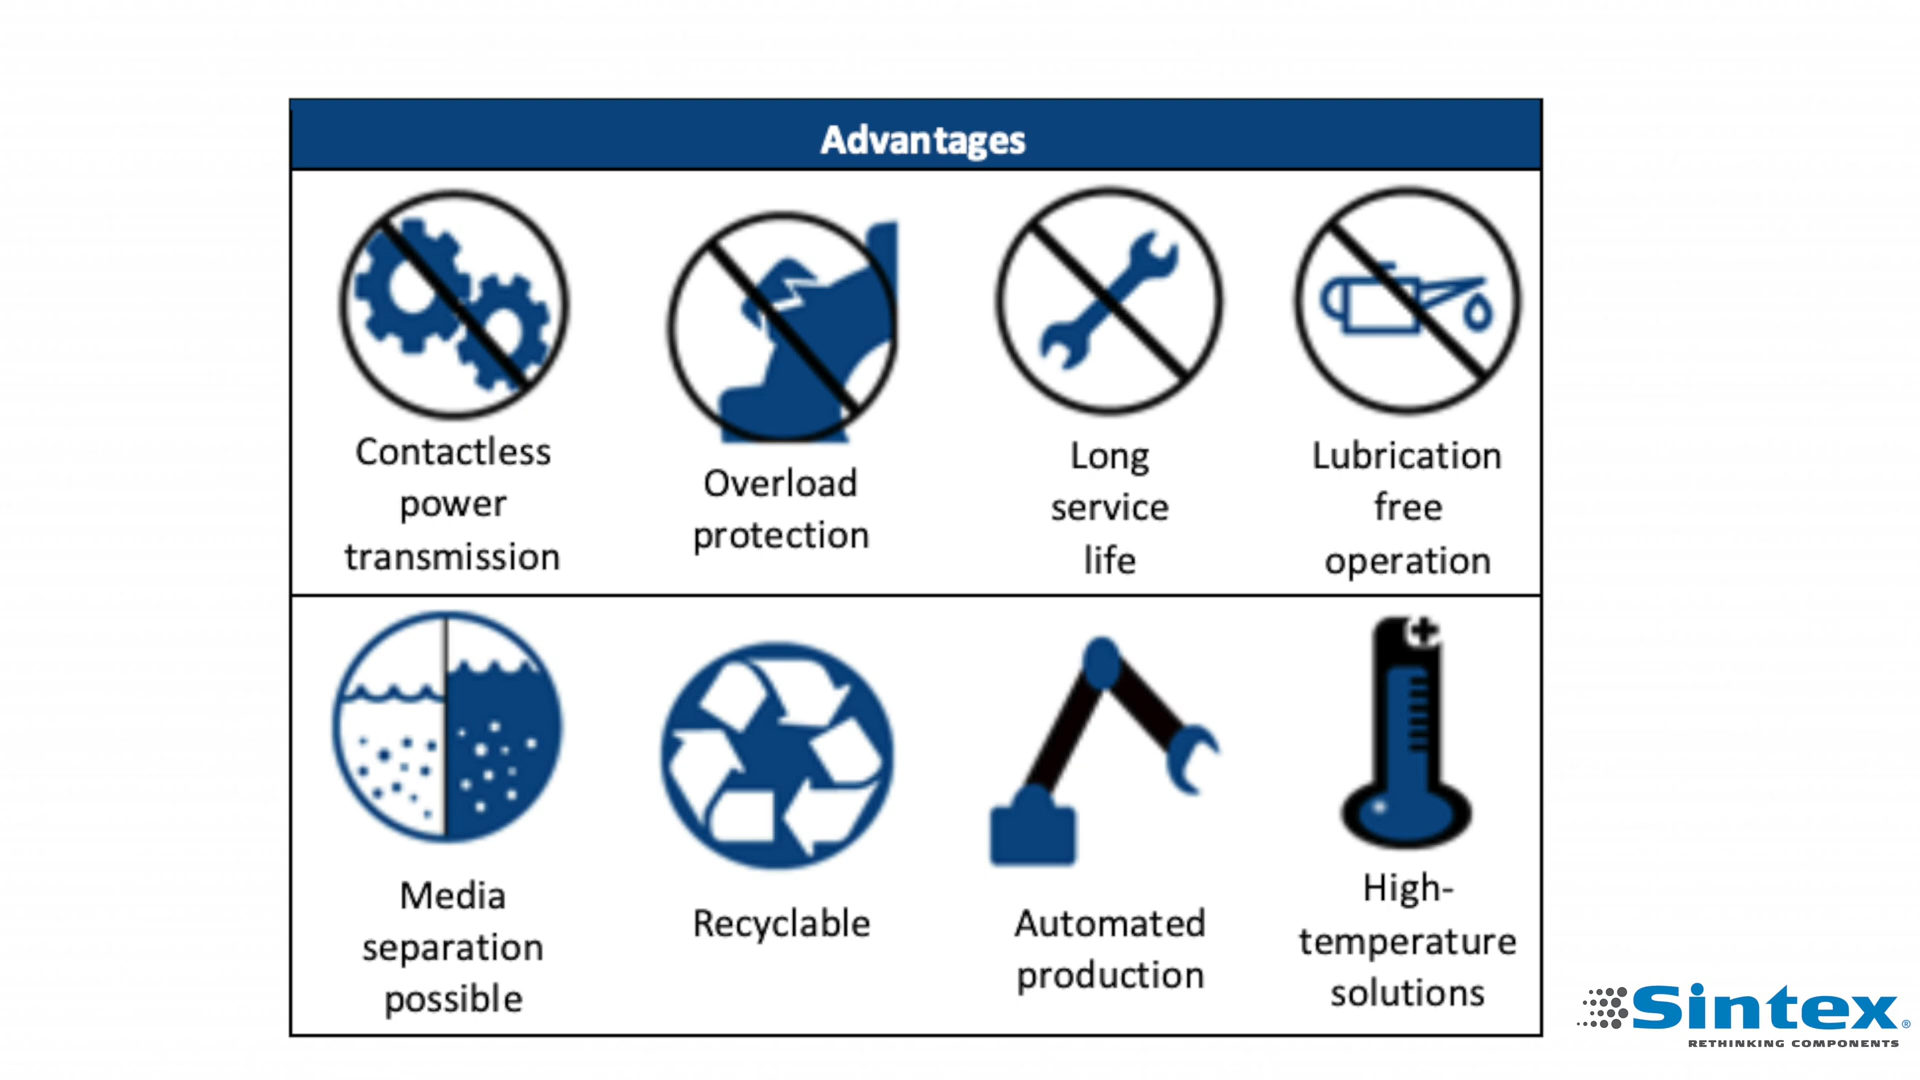 Advantages
Contactless
power
transmission
Overload
protection
Long
service
life
Lubrication
free
operation
Media
separation
possible
Recyclable
Automated
production
High-
temperature
solutions
Sintex®
RETHINKING COMPONENTS